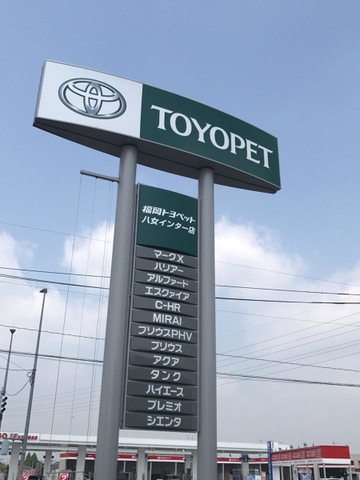 TOYOPET
福岡トヨペット
八女インター店
マークX
ハリアー
アルファード
エスクァイア
C-HR
MIRAI
プリウスPHV
プリウス
アクア
タンク
ハイエース
プレミオ
シエンタ
Express